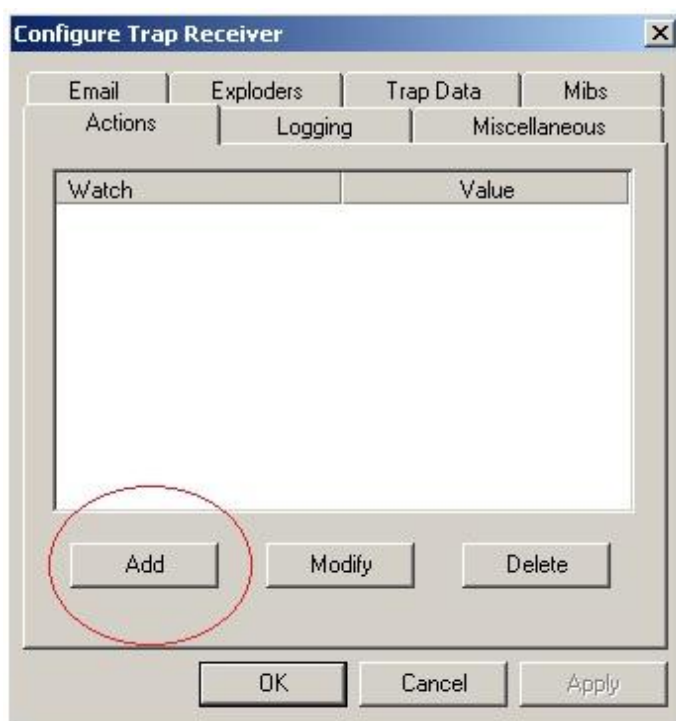 Configure Trap Receiver
Email Exploders Trap Data Mibs
Actions Logging Miscellaneous
Watch Value
Add Modify Delete
OK Cancel Apply